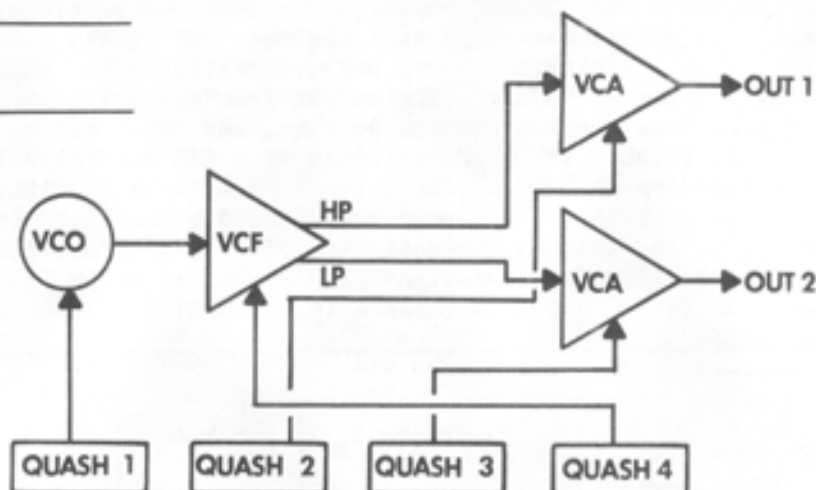 VCA
OUT 1
HP
VCO
VCF
LP
VCA
OUT 2
QUASH 1
QUASH 2
QUASH 3
QUASH 4